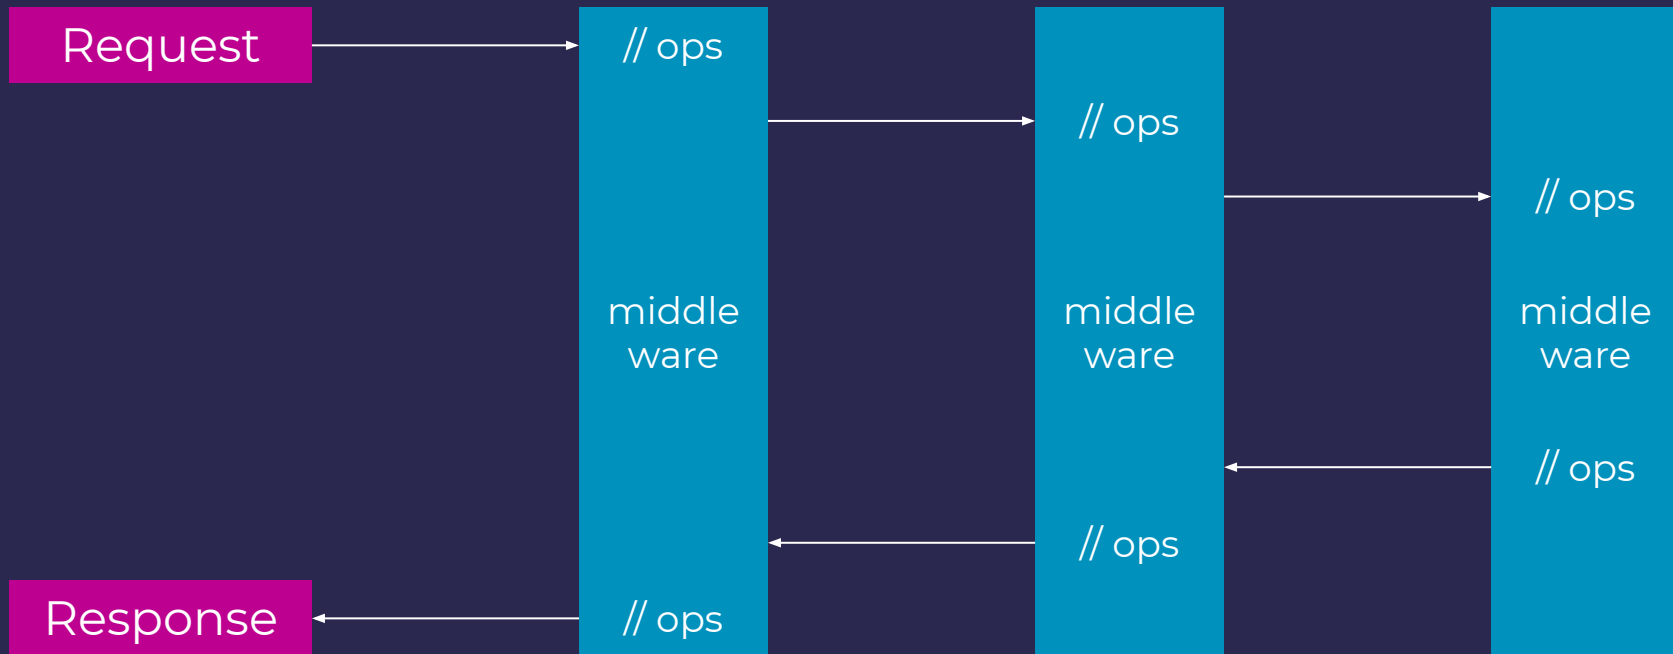 Request
// ops
// ops
// ops
middle
ware
middle
ware
middle
ware
// ops
// ops
Response
// ops